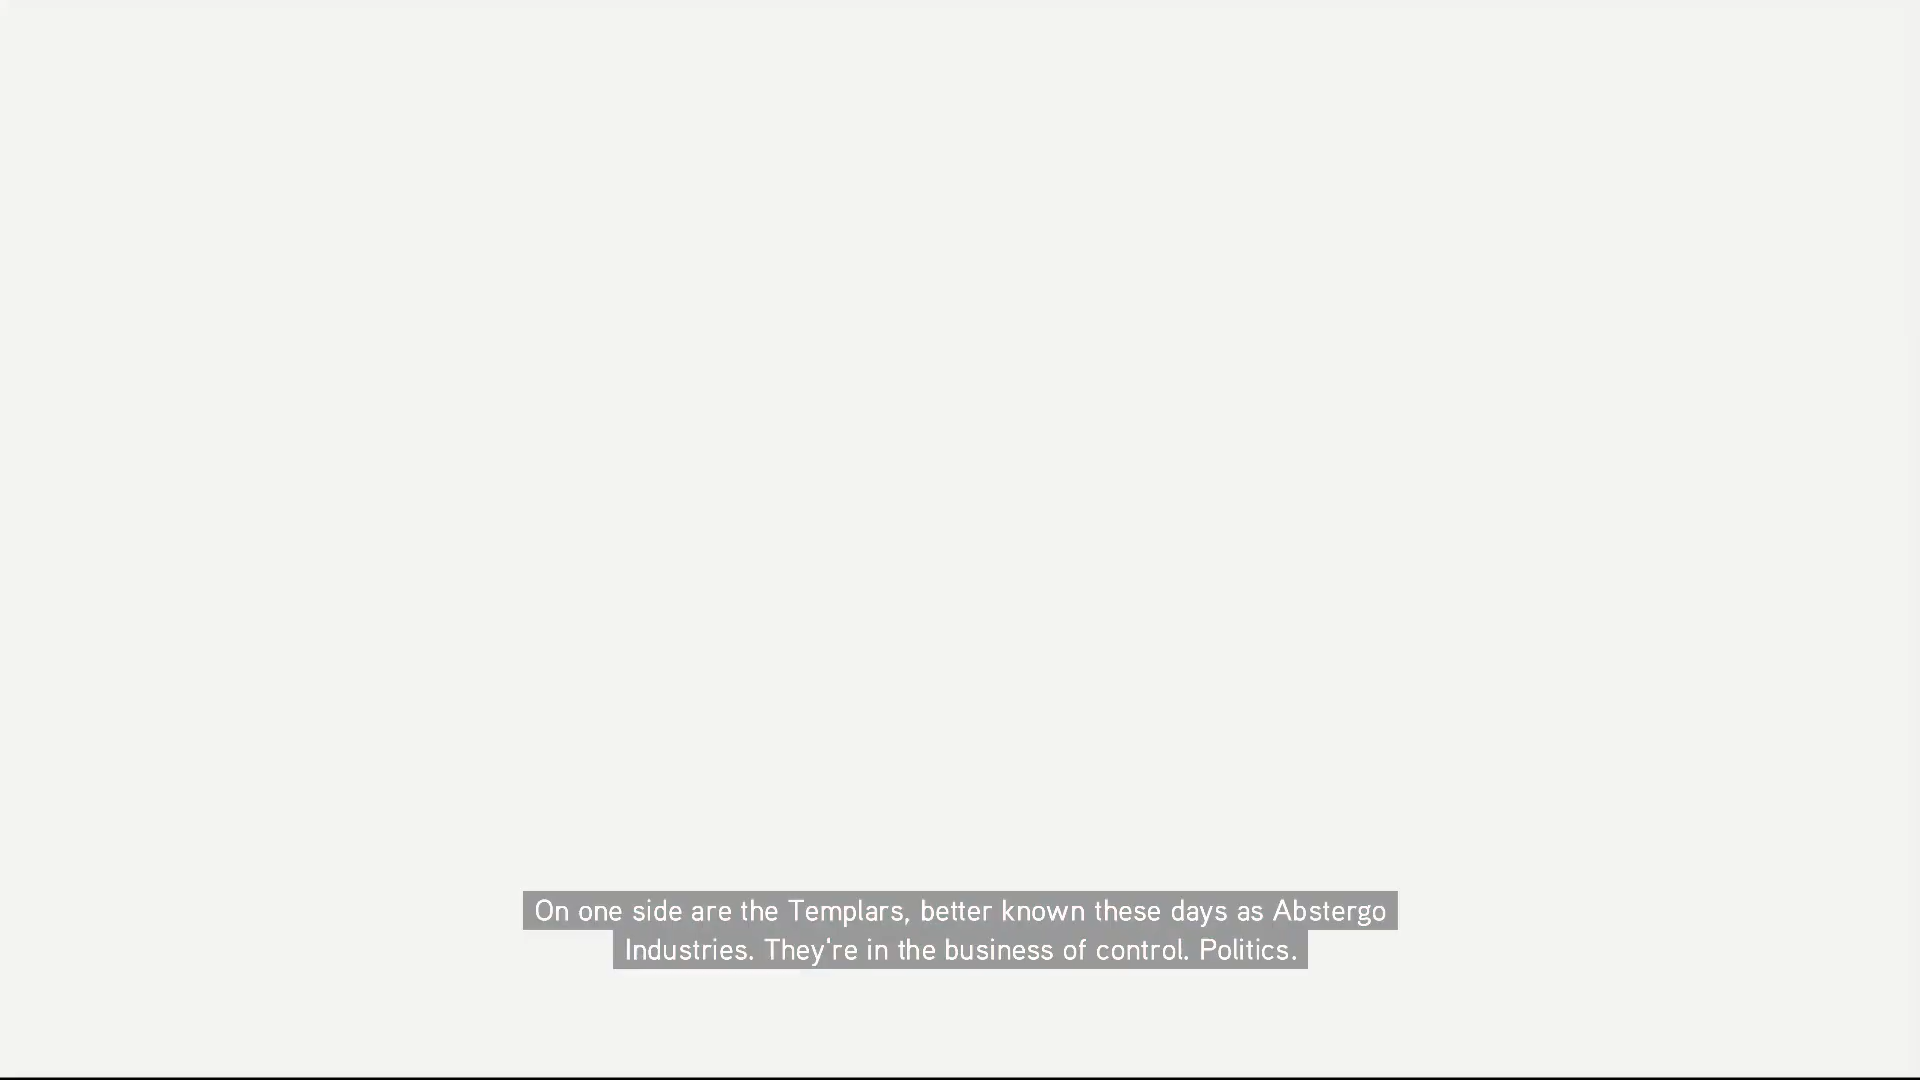 On one side are the Templars, better known these days as Abstergo
Industries. They're in the business of control. Politics.